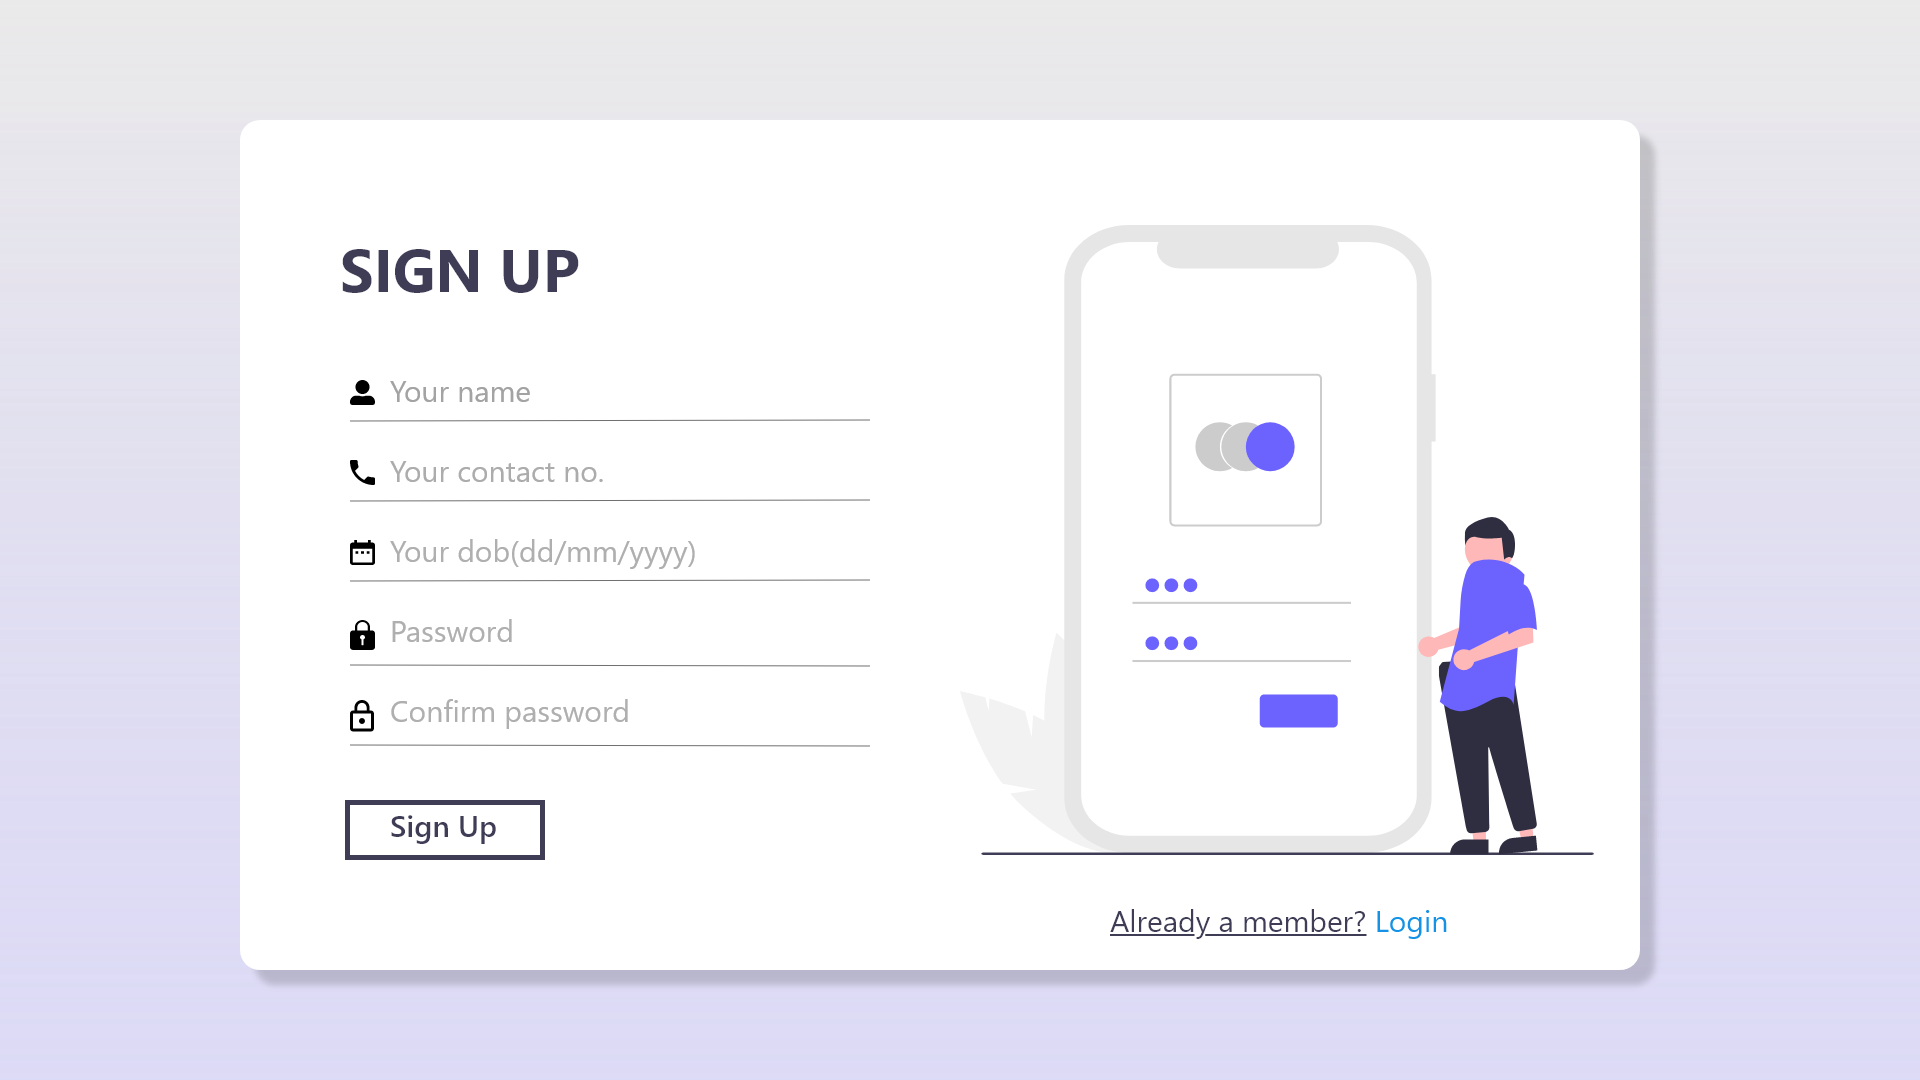 SIGN UP
Your name
Your contact no.
Your dob(dd/mm/yyyy)
Password
Confirm password
Sign Up
Already a member? Login